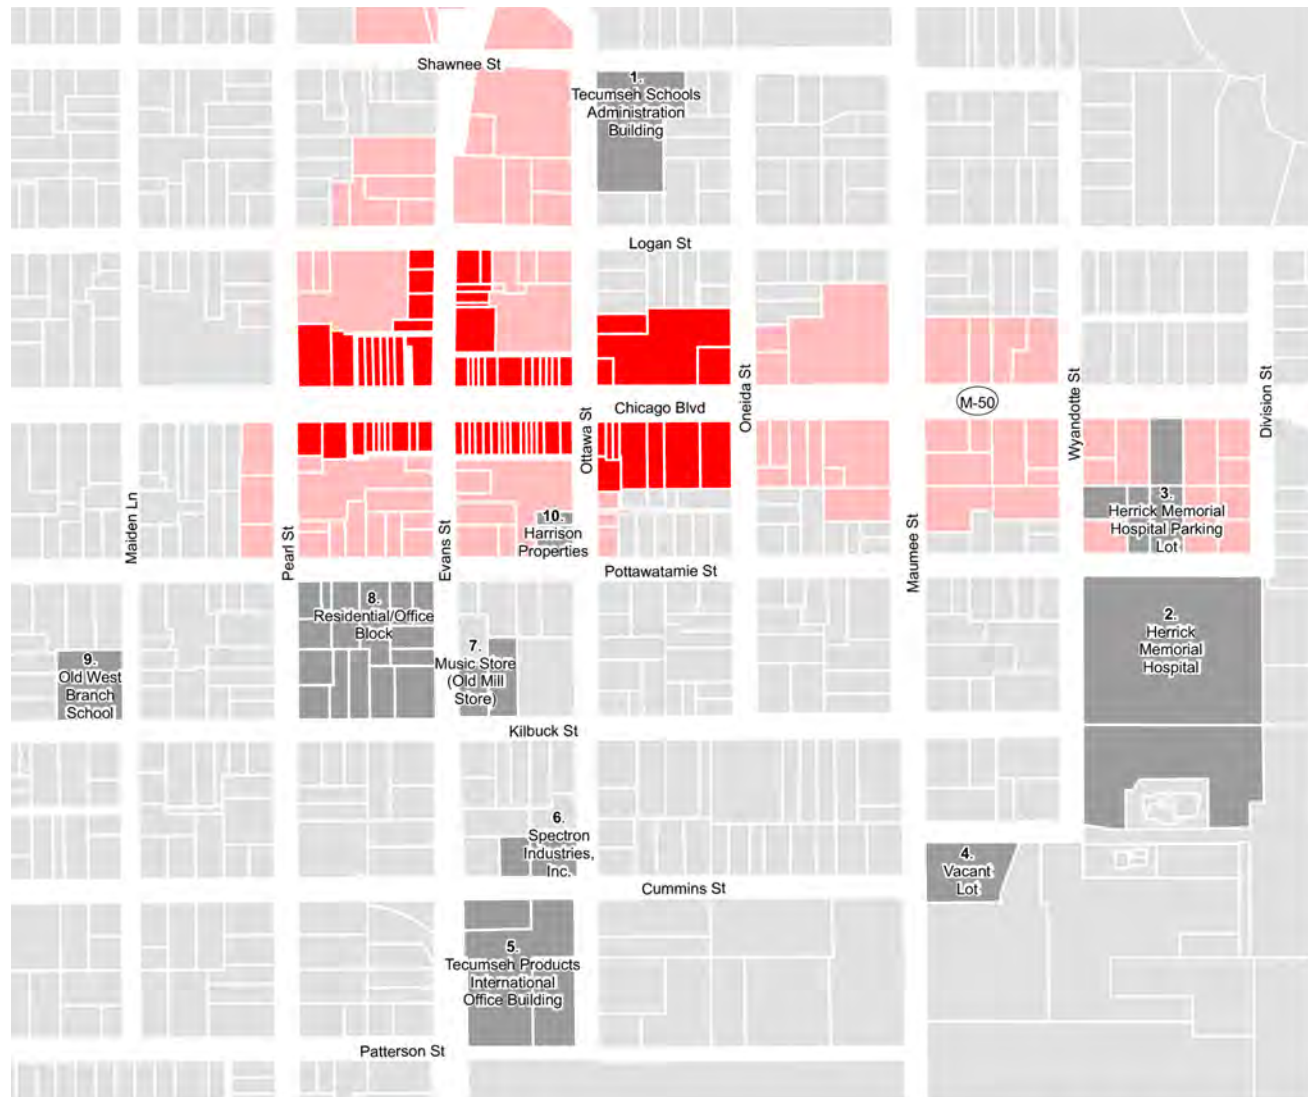 Shawnee St
1.
Tecumseh Schools
Administration
Building
Logan St
Chicago Blvd
M-50
Ottawa St
Oneida St
Wyandotte St
Division St
Maiden Ln
Pearl St
Evans St
Maumee St
10.
Harrison
Properties
3.
Herrick Memorial
Hospital Parking
Lot
Pottawatamie St
8.
Residential/Office
Block
7.
Music Store
(Old Mill
Store)
2.
Herrick
Memorial
Hospital
9.
Old West
Branch
School
Kilbuck St
6.
Spectron
Industries,
Inc.
4.
Vacant
Lot
Cummins St
5.
Tecumseh Products
International
Office Building
Patterson St